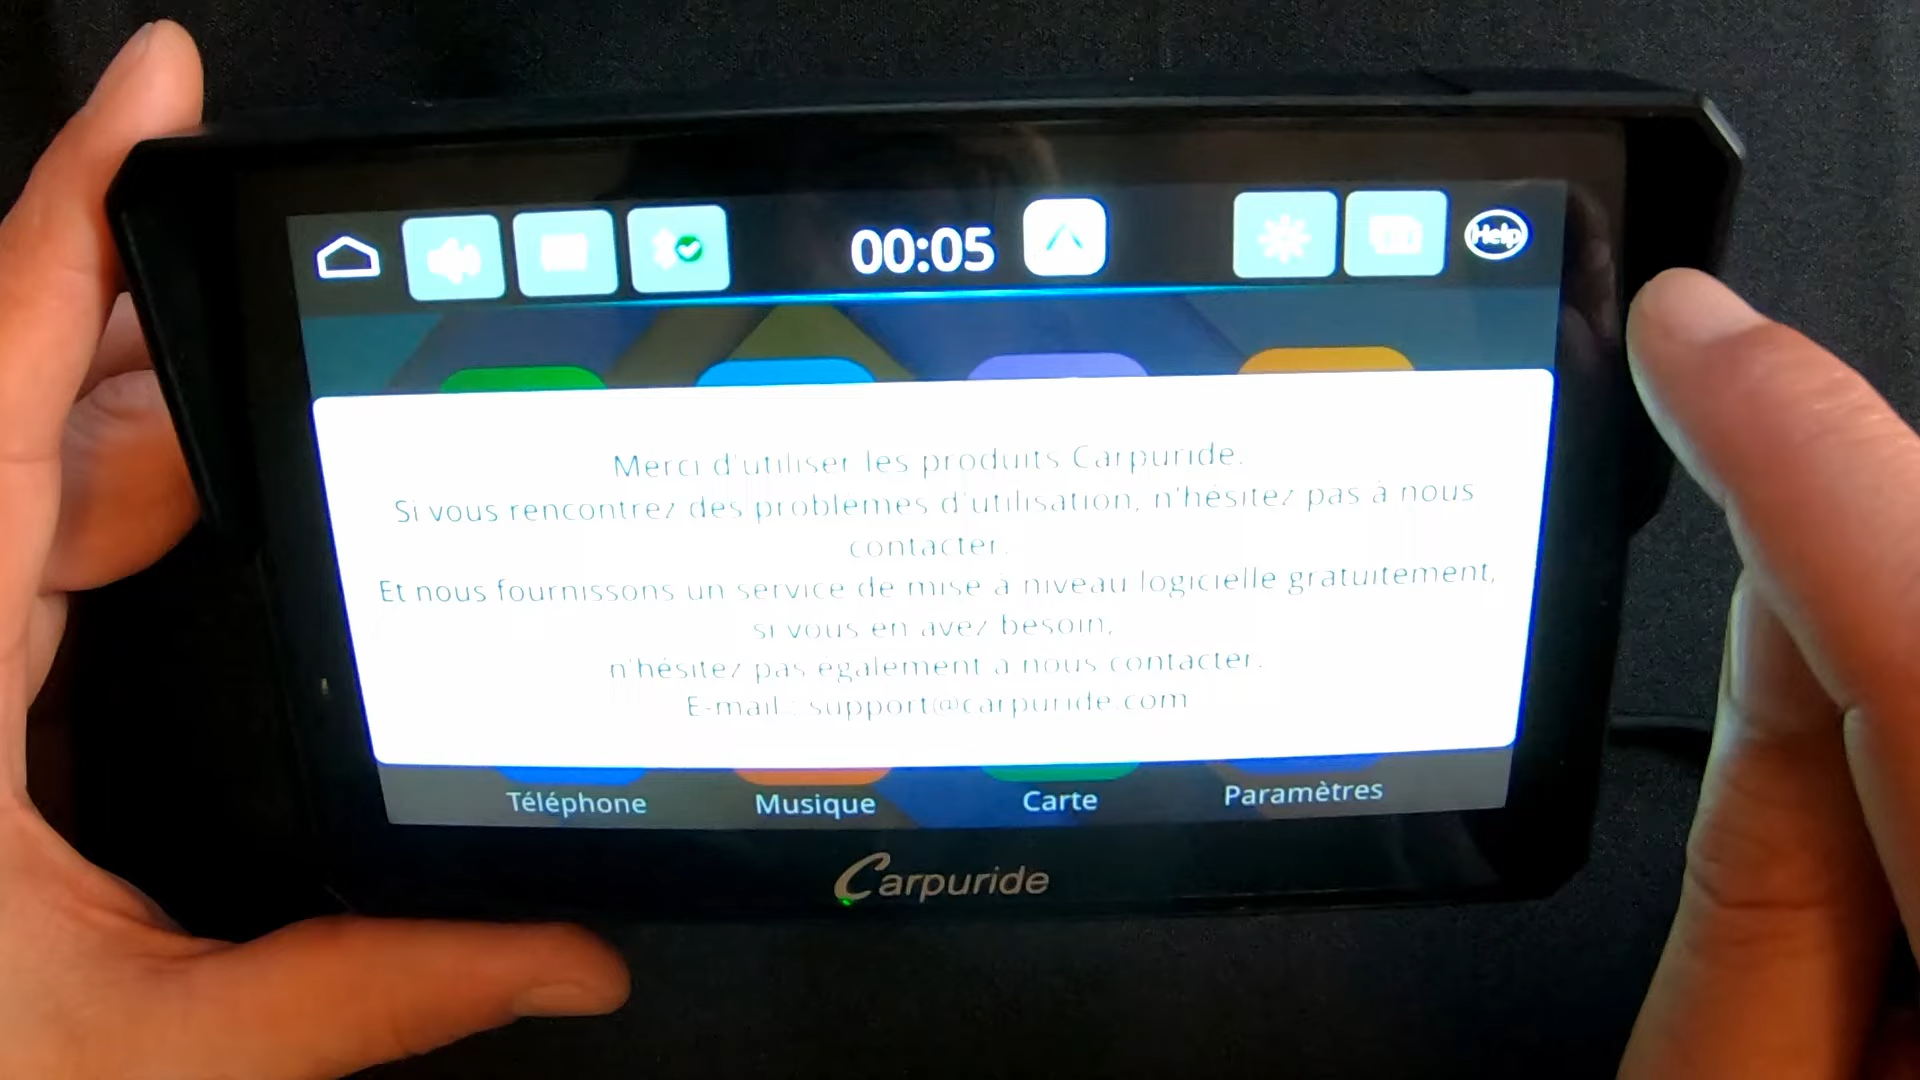 00:05
Help
Merci d'utiliser les produits Carpuride.
Si vous rencontrez des problèmes d'utilisation, n'hésitez pas à nous
contacter.
Et nous fournissons un service de mise à niveau logicielle gratuitement,
si vous en avez besoin,
n'hésitez pas également à nous contacter.
E-mail : support@carpuride.com
Téléphone
Musique
Carte
Paramètres
Carpuride